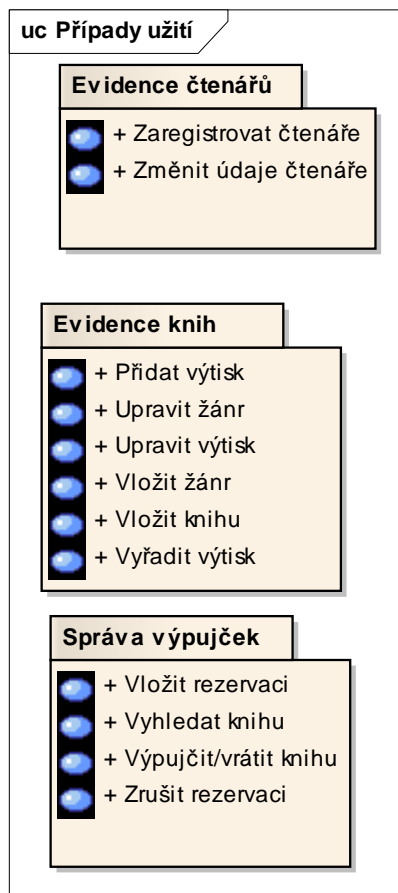 uc Případy užití
Evidence čtenářů
+ Zaregistrovat čtenáře
+ Změnit údaje čtenáře
Evidence knih
+ Přidat výtisk
+ Upravit žánr
+ Upravit výtisk
+ Vložit žánr
+ Vložit knihu
+ Vyřadit výtisk
Správa výpujček
+ Vložit rezervaci
+ Vyhledat knihu
+ Výpujčit/vrátit knihu
+ Zrušit rezervaci